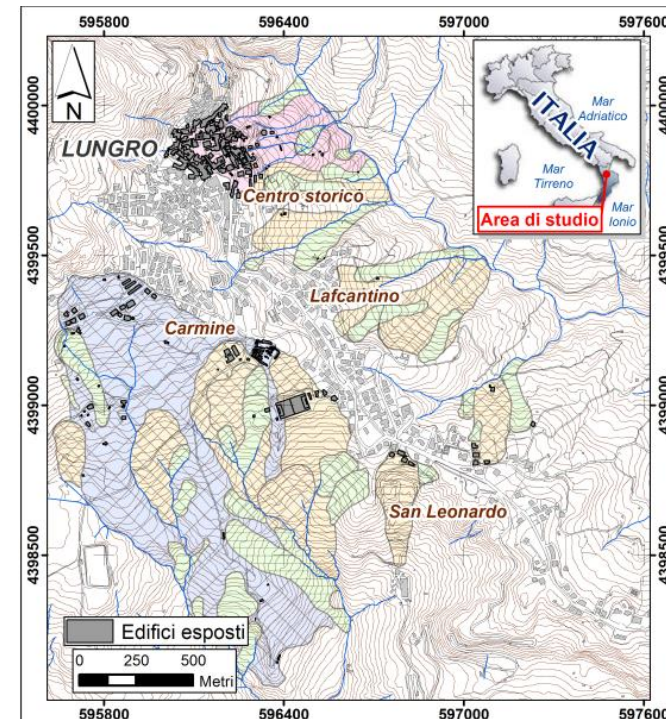 595800 596400 597000 597600
4400000
4399500
4399000
4398500
N
LUNGRO
Centro storico
Lafcantino
Carmine
San Leonardo
ITALIA
Mar
Adriatico
Mar
Tirreno
Mar
Ionio
Area di studio
4400000
4399500
4399000
4398500
Edifici esposti
0 250 500
Metri
595800 596400 597000 597600